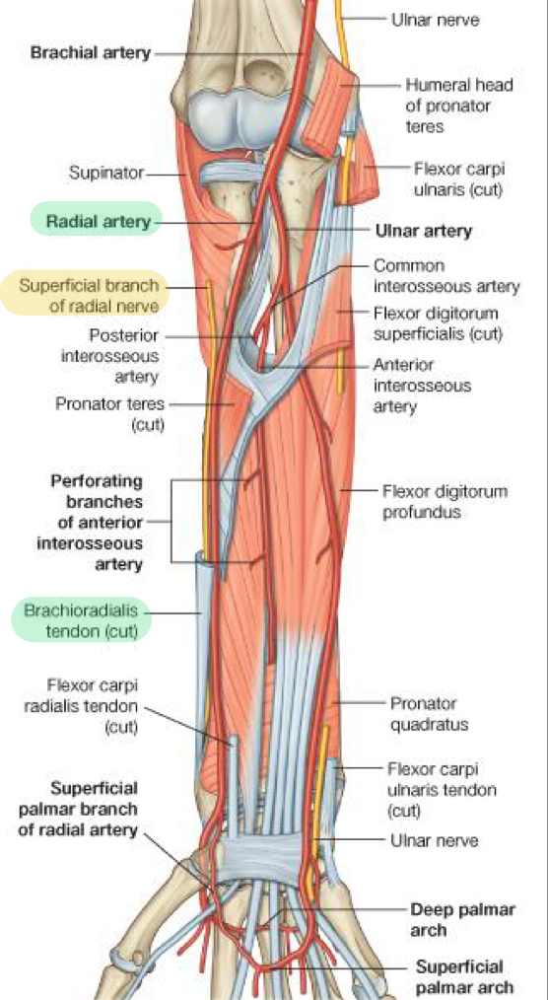 Ulnar nerve
Brachial artery
Humeral head
of pronator
teres
Supinator
Flexor carpi
ulnaris (cut)
Radial artery
Ulnar artery
Common
interosseous artery
Superficial branch
of radial nerve
Flexor digitorum
superficialis (cut)
Posterior
interosseous
artery
Anterior
interosseous
artery
Pronator teres
(cut)
Perforating
branches
of anterior
interosseous
artery
Flexor digitorum
profundus
Brachioradialis
tendon (cut)
Flexor carpi
radialis tendon
(cut)
Pronator
quadratus
Flexor carpi
ulnaris tendon
(cut)
Superficial
palmar branch
of radial artery
Ulnar nerve
Deep palmar
arch
Superficial
palmar arch